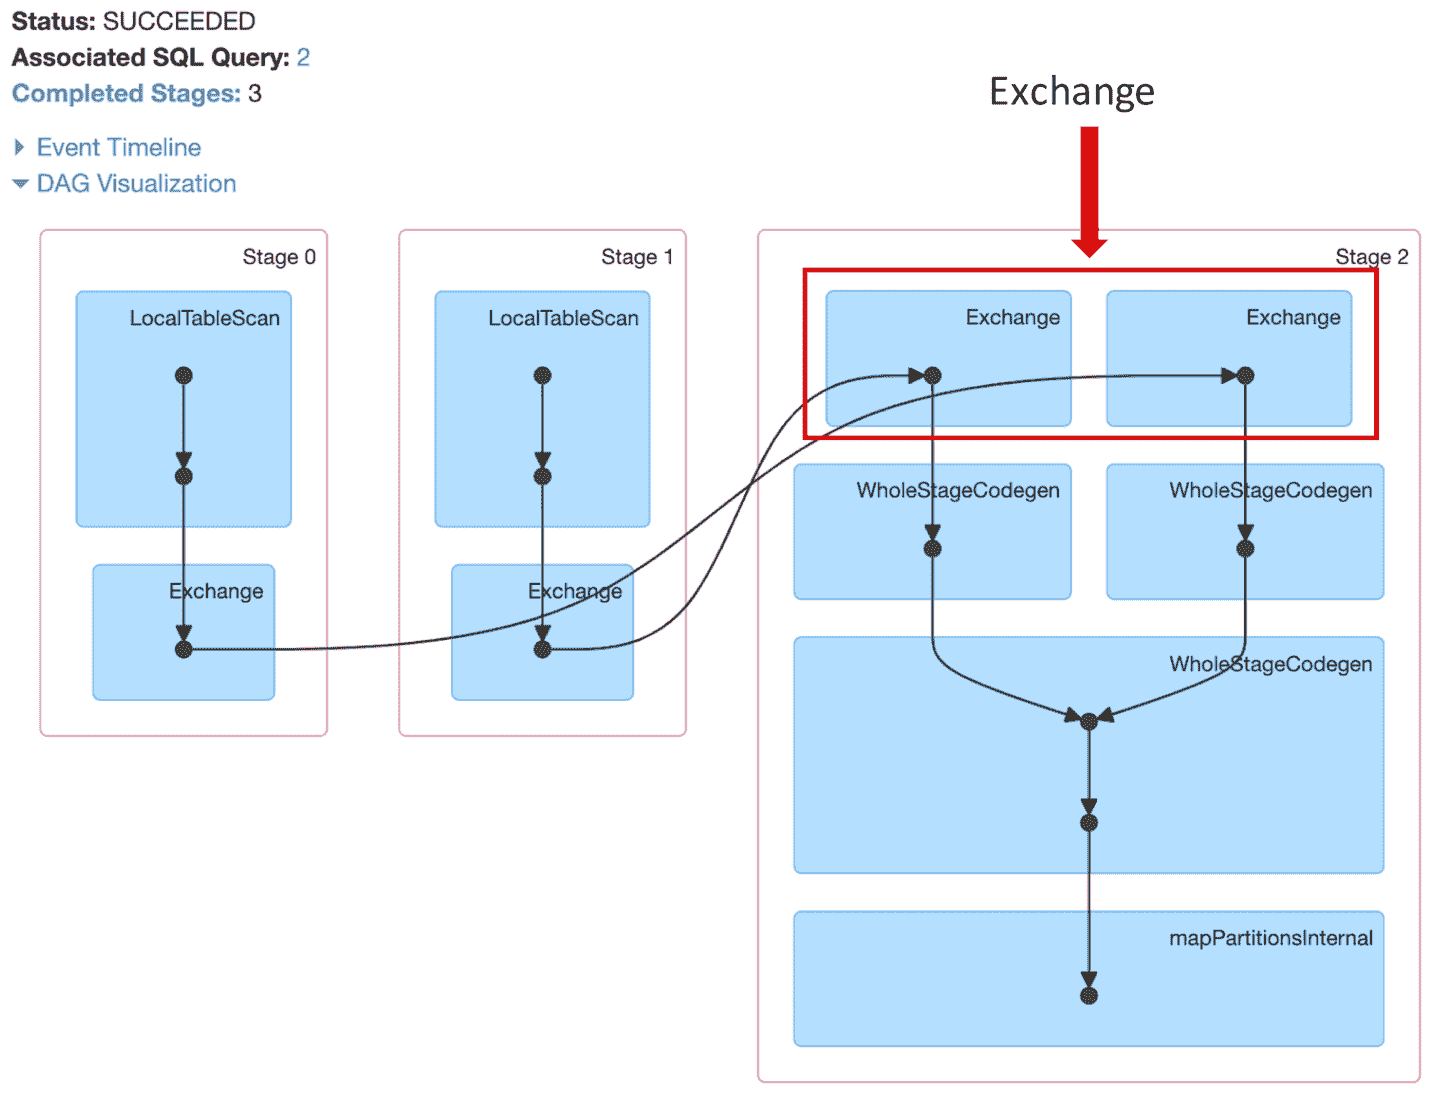 Status: SUCCEEDED
Associated SQL Query: 2
Completed Stages: 3
Event Timeline
DAG Visualization
Exchange
Stage 0
LocalTableScan
Exchange
Stage 1
LocalTableScan
Exchange
Stage 2
Exchange
Exchange
WholeStageCodegen
WholeStageCodegen
WholeStageCodegen
mapPartitionsInternal